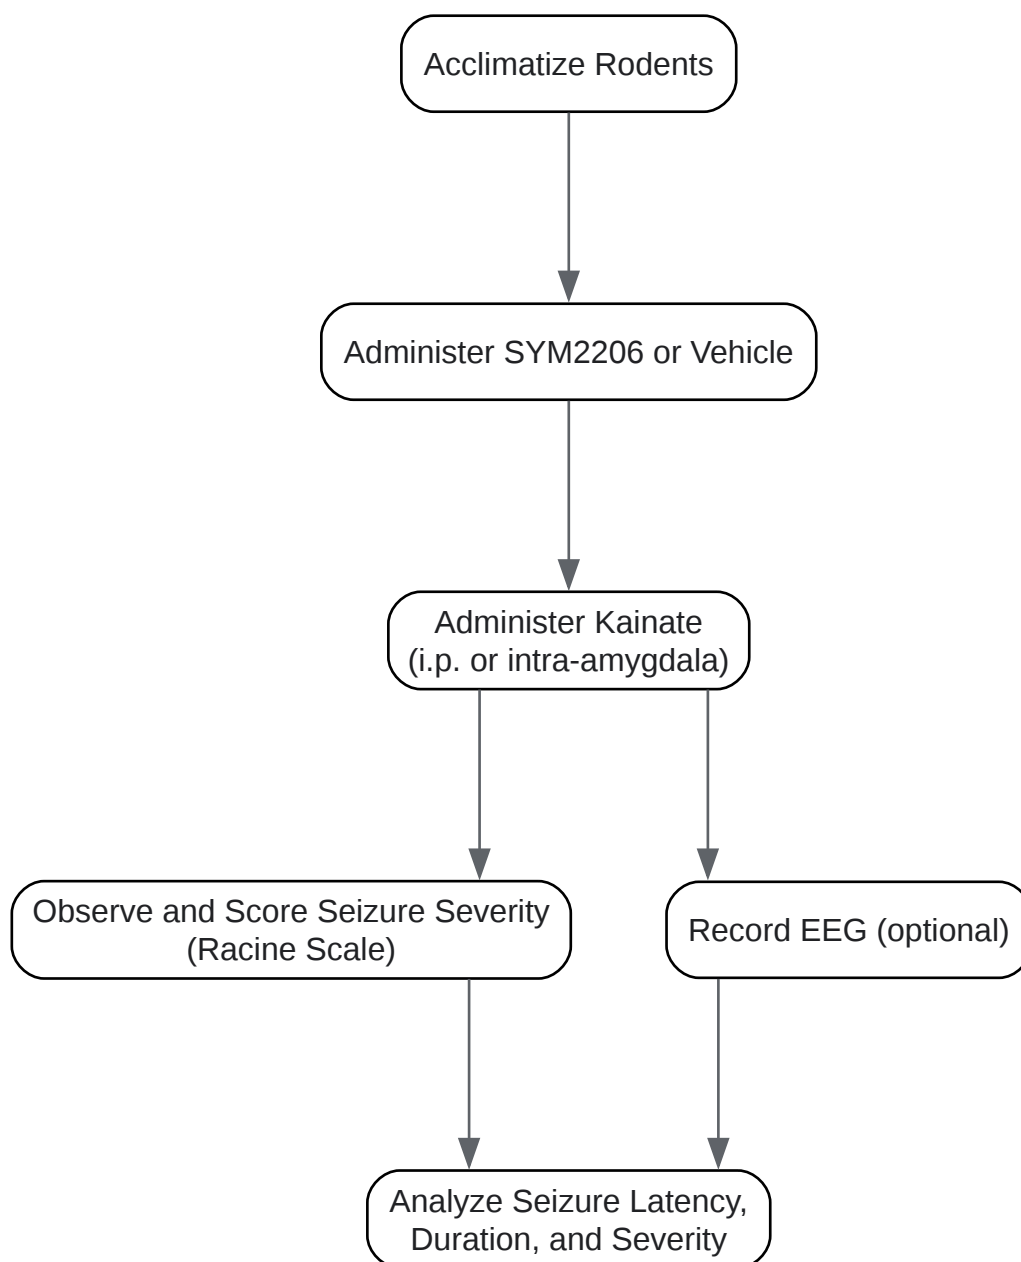 Acclimatize Rodents
Administer SYM2206 or Vehicle
Administer Kainate
(i.p. or intra-amygdala)
Observe and Score Seizure Severity
(Racine Scale)
Record EEG (optional)
Analyze Seizure Latency,
Duration, and Severity